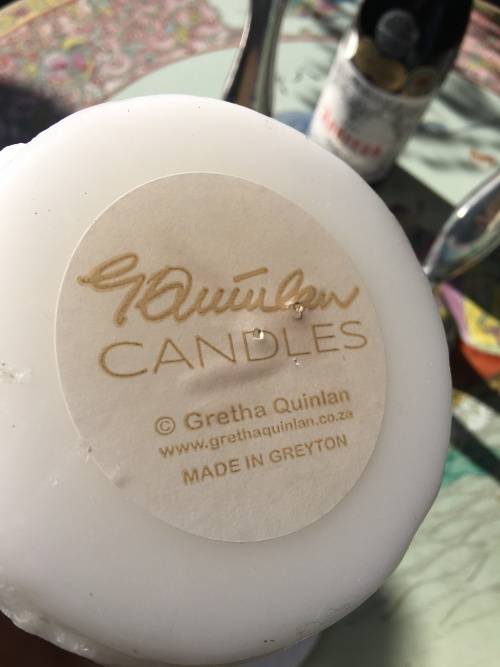 GQuinlan
CANDLES
© Gretha Quinlan
www.grethaquinlan.co.za
MADE IN GREYTON